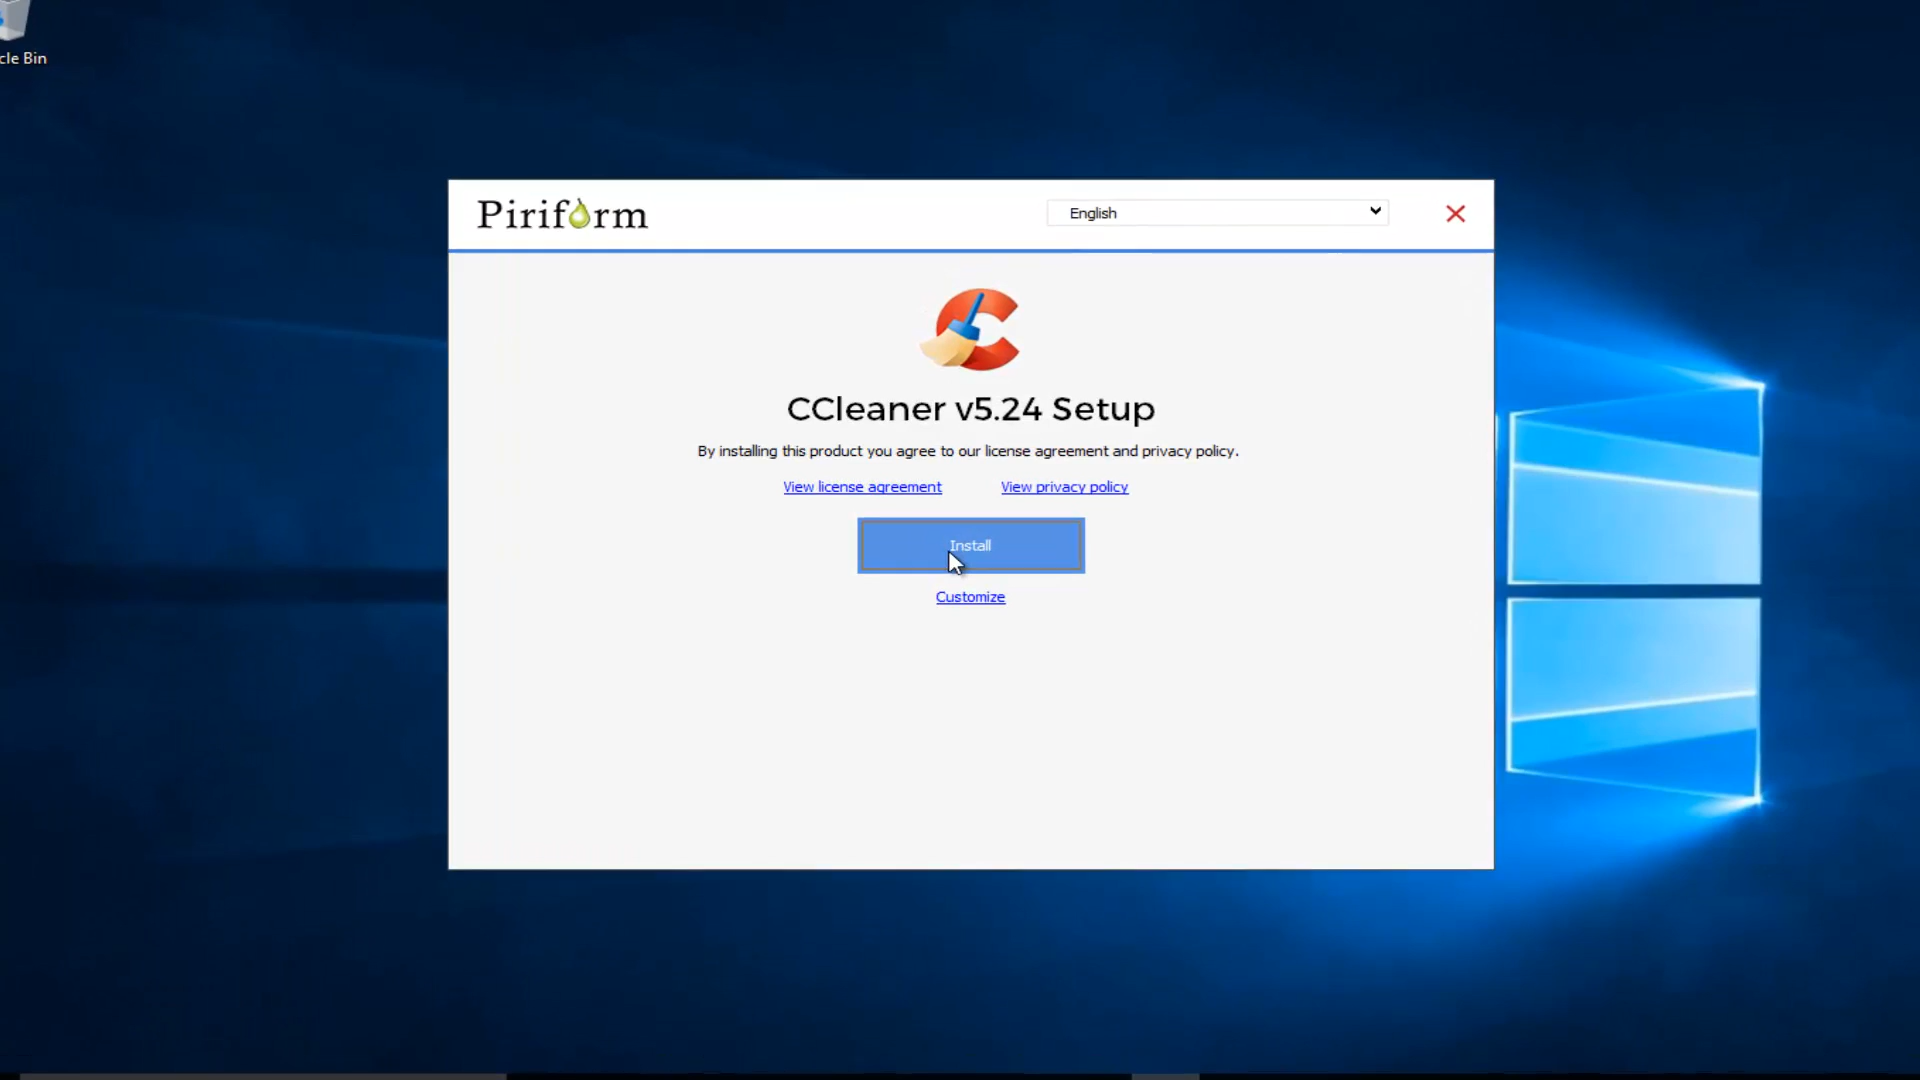 cle Bin
Piriform
English
CCleaner v5.24 Setup
By installing this product you agree to our license agreement and privacy policy.
View license agreement
View privacy policy
Install
Customize